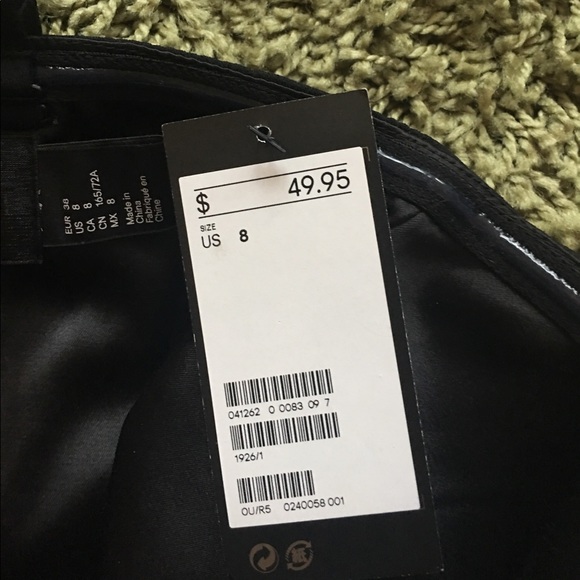 EUR 38
US 8
CA 8
CN 165/72A
MX 8
Made in
China
Fabriqué en
Chine
$ 49.95
SIZE
US 8
041262 0 0083 09 7
1926/1
0U/R5 0240058 001